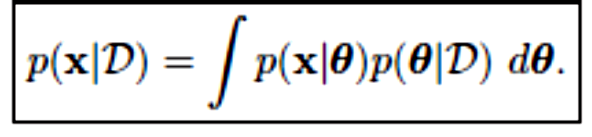 p(𝐱|𝒟) = ∫ p(𝐱|𝜽)p(𝜽|𝒟) d𝜽.